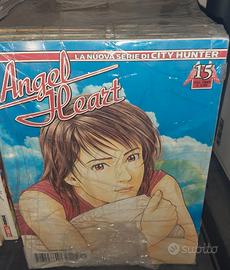 LA NUOVA SERIE DI CITY HUNTER
Angel
Heart
15
subito